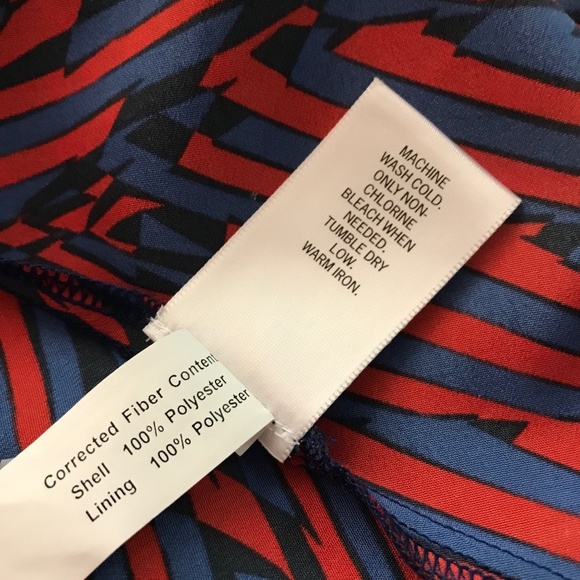 MACHINE
WASH COLD.
ONLY NON-
CHLORINE
BLEACH WHEN
NEEDED.
TUMBLE DRY
LOW.
WARM IRON.
Corrected Fiber Content
Shell 100% Polyester
Lining 100% Polyester